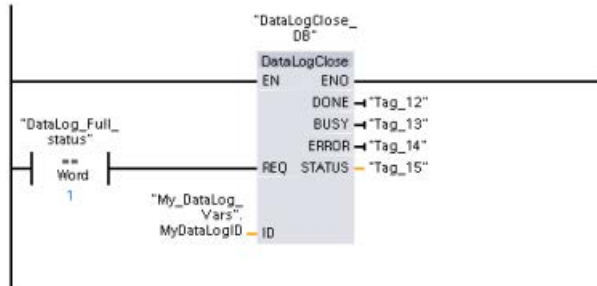 "DataLogClose_
DB"
DataLogClose
EN ENO
DONE "Tag_12"
BUSY "Tag_13"
ERROR "Tag_14"
"DataLog_Full_
status"
==
Word
1
REQ STATUS "Tag_15"
"My_DataLog_
Vars".
MyDataLogID ID